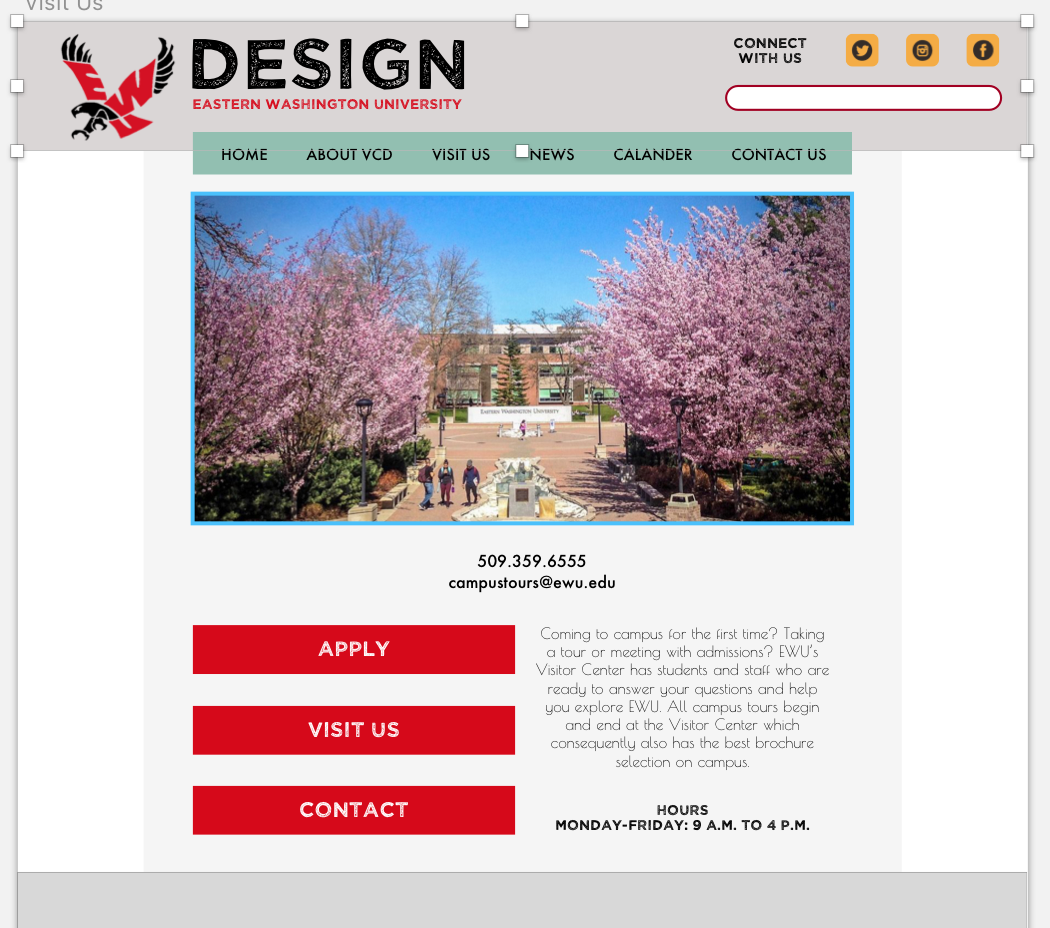 Visit Us
EWU
DESIGN
EASTERN WASHINGTON UNIVERSITY
CONNECT
WITH US
HOME ABOUT VCD VISIT US NEWS CALANDER CONTACT US
EASTERN WASHINGTON UNIVERSITY
509.359.6555
campustours@ewu.edu
APPLY
VISIT US
CONTACT
Coming to campus for the first time? Taking
a tour or meeting with admissions? EWU's
Visitor Center has students and staff who are
ready to answer your questions and help
you explore EWU. All campus tours begin
and end at the Visitor Center which
consequently also has the best brochure
selection on campus.
HOURS
MONDAY-FRIDAY: 9 A.M. TO 4 P.M.